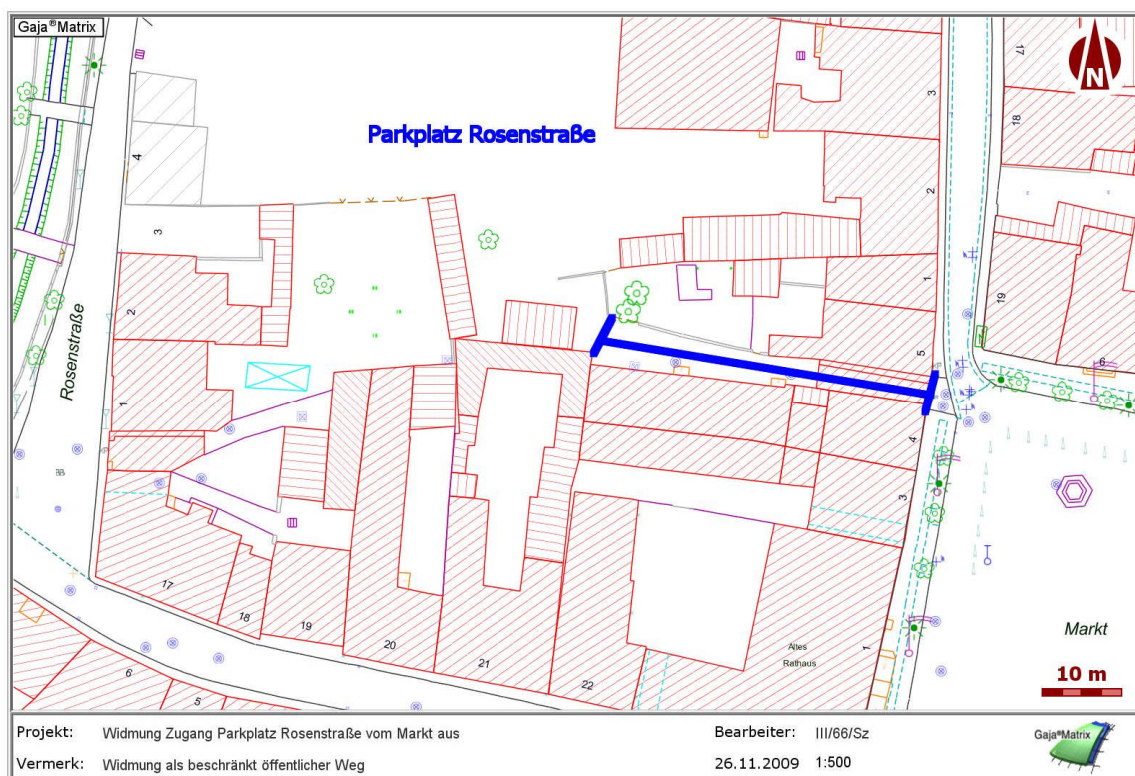 Gaja®Matrix
N
Parkplatz Rosenstraße
17
18
3
4
2
3
1
19
2
5
6
Rosenstraße
1
4
3
17
18
19
20
21
22
1
Altes
Rathaus
Markt
6
5
10 m
Projekt: Widmung Zugang Parkplatz Rosenstraße vom Markt aus
Bearbeiter: III/66/Sz
Vermerk: Widmung als beschränkt öffentlicher Weg
26.11.2009 1:500
Gaja®Matrix